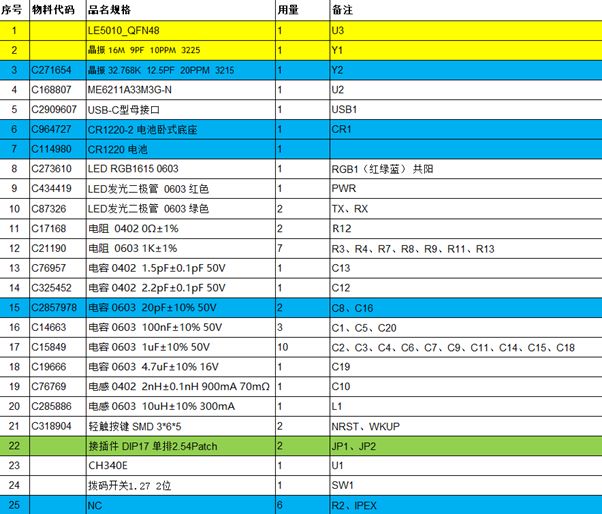 序号 物料代码 品名规格 用量 备注
1 LE5010_QFN48 1 U3
2 晶振 16M 9PF 10PPM 3225 1 Y1
3 C271654 晶振 32.768K 12.5PF 20PPM 3215 1 Y2
4 C168807 ME6211A33M3G-N 1 U2
5 C2909607 USB-C型母接口 1 USB1
6 C964727 CR1220-2 电池卧式底座 1 CR1
7 C114980 CR1220 电池 1
8 C273610 LED RGB1615 0603 1 RGB1（红绿蓝） 共阳
9 C434419 LED发光二极管 0603 红色 1 PWR
10 C87326 LED发光二极管 0603 绿色 2 TX、RX
11 C17168 电阻 0402 0Ω±1% 2 R12
12 C21190 电阻 0603 1K±1% 7 R3、R4、R7、R8、R9、R11、R13
13 C76957 电容 0402 1.5pF±0.1pF 50V 1 C13
14 C325452 电容 0402 2.2pF±0.1pF 50V 1 C12
15 C2857978 电容 0603 20pF±10% 50V 2 C8、C16
16 C14663 电容 0603 100nF±10% 50V 3 C1、C5、C20
17 C15849 电容 0603 1uF±10% 50V 10 C2、C3、C4、C6、C7、C9、C11、C14、C15、C18
18 C19666 电容 0603 4.7uF±10% 16V 1 C19
19 C76769 电感 0402 2nH±0.1nH 900mA 70mΩ 1 C10
20 C285886 电感 0603 10uH±10% 300mA 1 L1
21 C318904 轻触按键 SMD 3*6*5 2 NRST、WKUP
22 接插件 DIP17 单排2.54Patch 2 JP1、JP2
23 CH340E 1 U1
24 拨码开关1.27 2位 1 SW1
25 NC 6 R2、IPEX